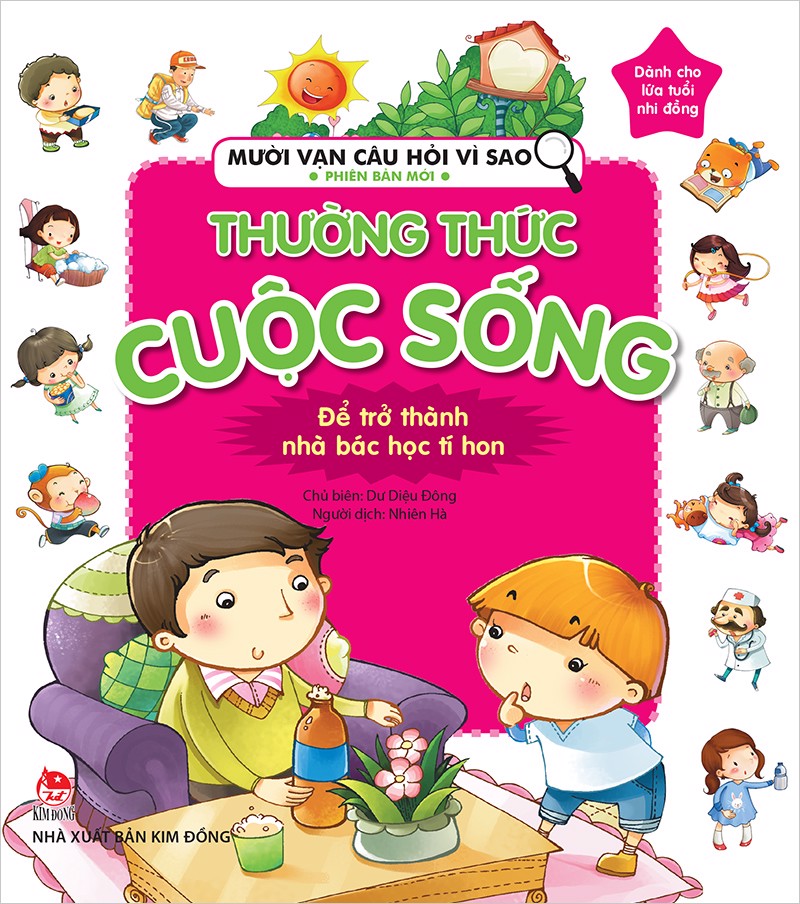 Dành cho
lứa tuổi
nhi đồng
MƯỜI VẠN CÂU HỎI VÌ SAO
• PHIÊN BẢN MỚI •
THƯỜNG THỨC
CUỘC SỐNG
Để trở thành
nhà bác học tí hon
Chủ biên: Dư Diệu Đông
Người dịch: Nhiên Hà
KIM ĐỒNG
NHÀ XUẤT BẢN KIM ĐỒNG